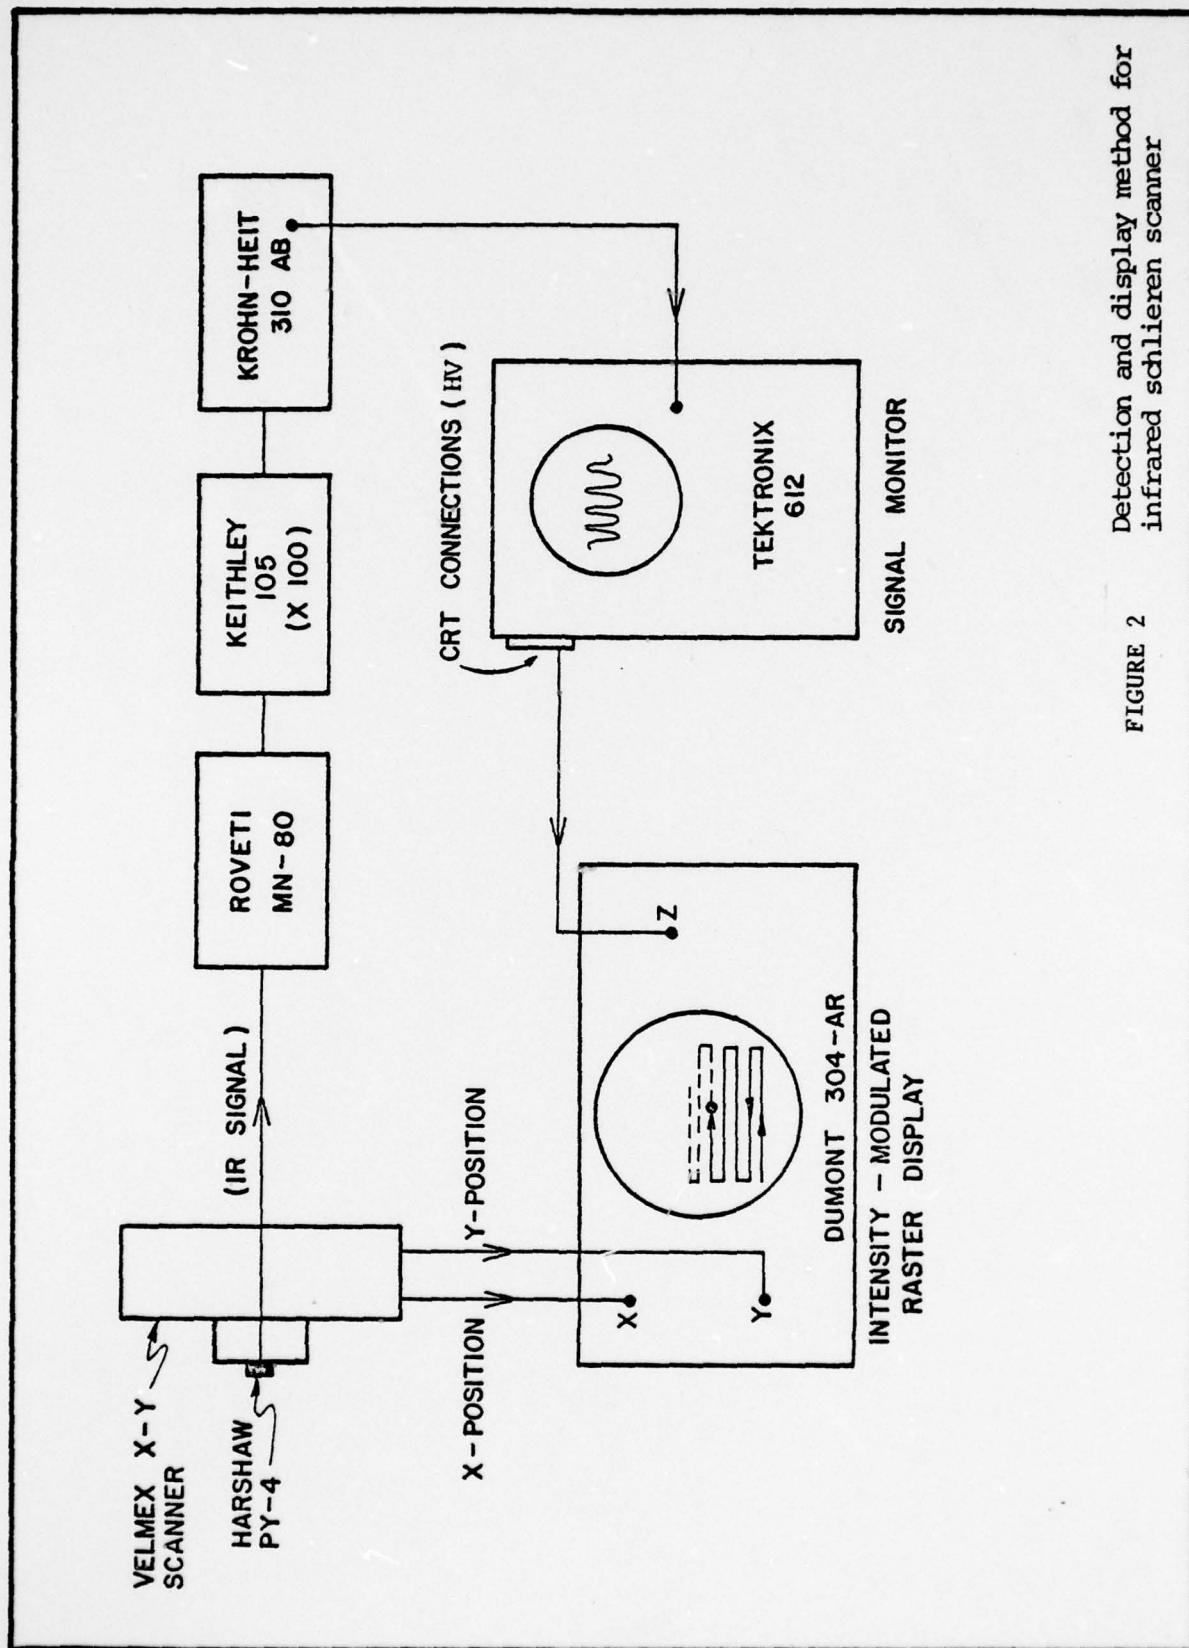 VELMEX X-Y
SCANNER
HARSHAW
PY-4
(IR SIGNAL)
ROVETI
MN-80
KEITHLEY
105
(X 100)
KROHN-HEIT
310 AB
X-POSITION
Y-POSITION
CRT CONNECTIONS (HV)
X
Y
Z
DUMONT 304-AR
INTENSITY-MODULATED
RASTER DISPLAY
TEKTRONIX
612
SIGNAL MONITOR
FIGURE 2 Detection and display method for
infrared schlieren scanner